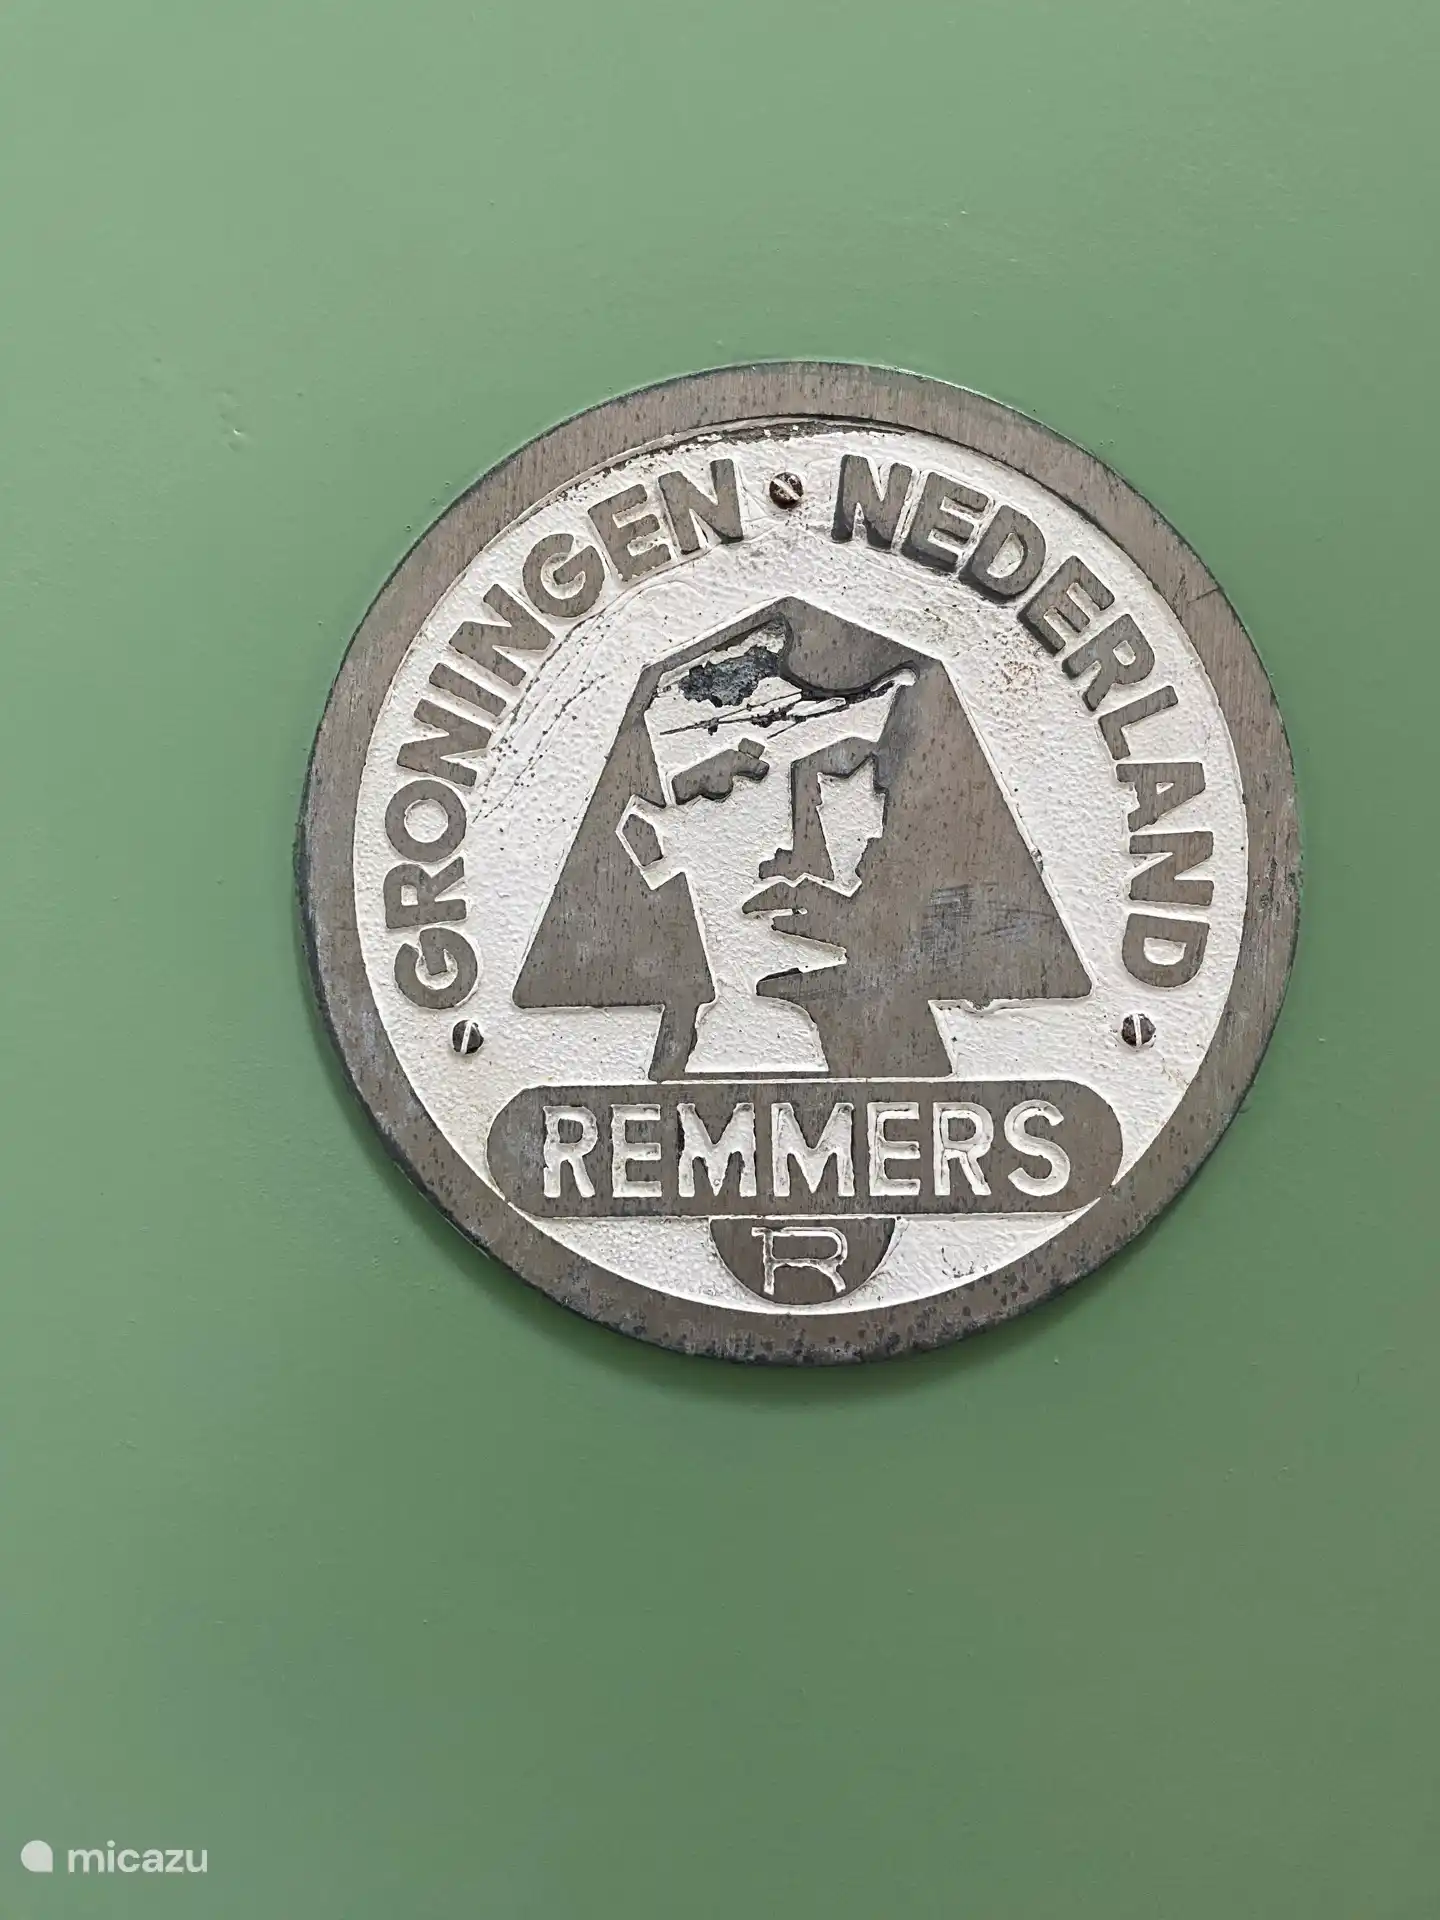 GRONINGEN · NEDERLAND
REMMERS
R
micazu